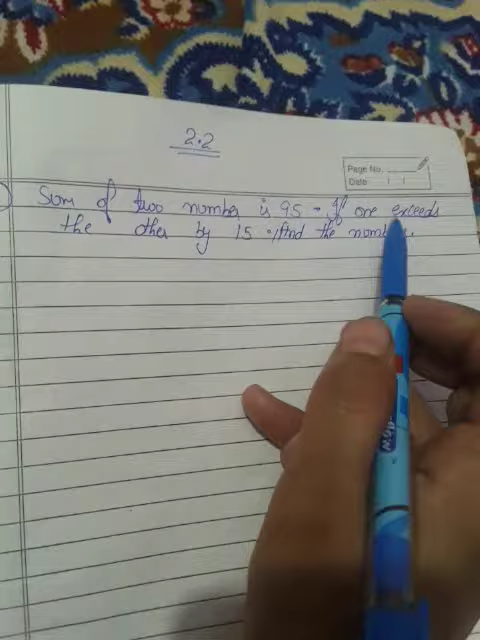 2.2
Page No.
Date
Sum of two number is 95. If one exceeds
the other by 15, find the